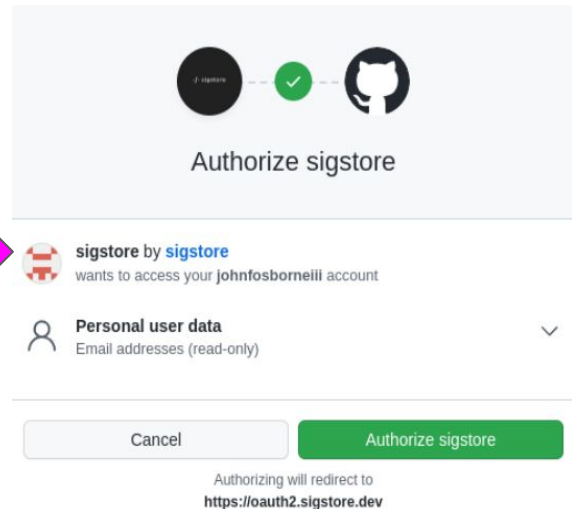 sigstore
Authorize sigstore
sigstore by sigstore
wants to access your johnfosborneiii account
Personal user data
Email addresses (read-only)
Cancel
Authorize sigstore
Authorizing will redirect to
https://oauth2.sigstore.dev